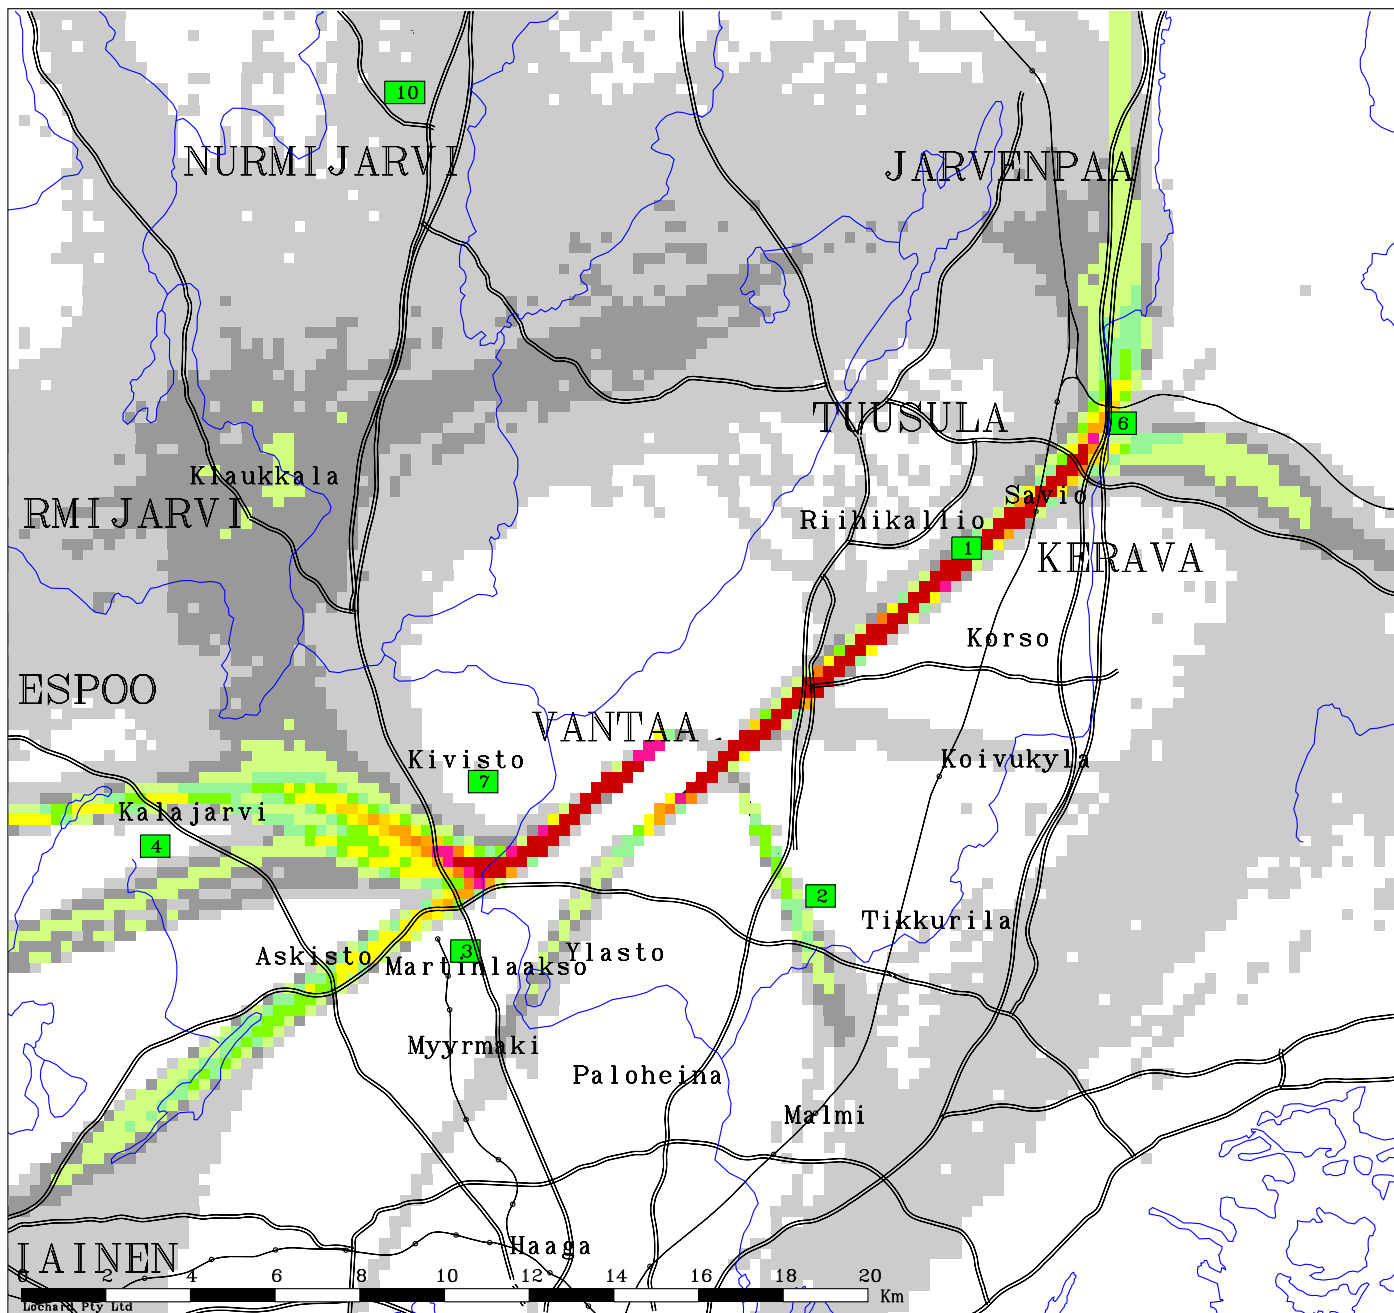 10
NURMIJARVI
JARVENPAA
TUUSULA
6
Klaukkala
RMIJARVI
Savio
Riihikallio
1
KERAVA
Korso
ESPOO
VANTAA
Kivisto
Koivukyla
7
Kalajarvi
4
2
Tikkurila
3
Askisto
Martinlaakso
Ylasto
Myyrmaki
Paloheina
Malmi
Haaga
IAINEN
0 2 4 6 8 10 12 14 16 18 20
Km
Lochard Pty Ltd